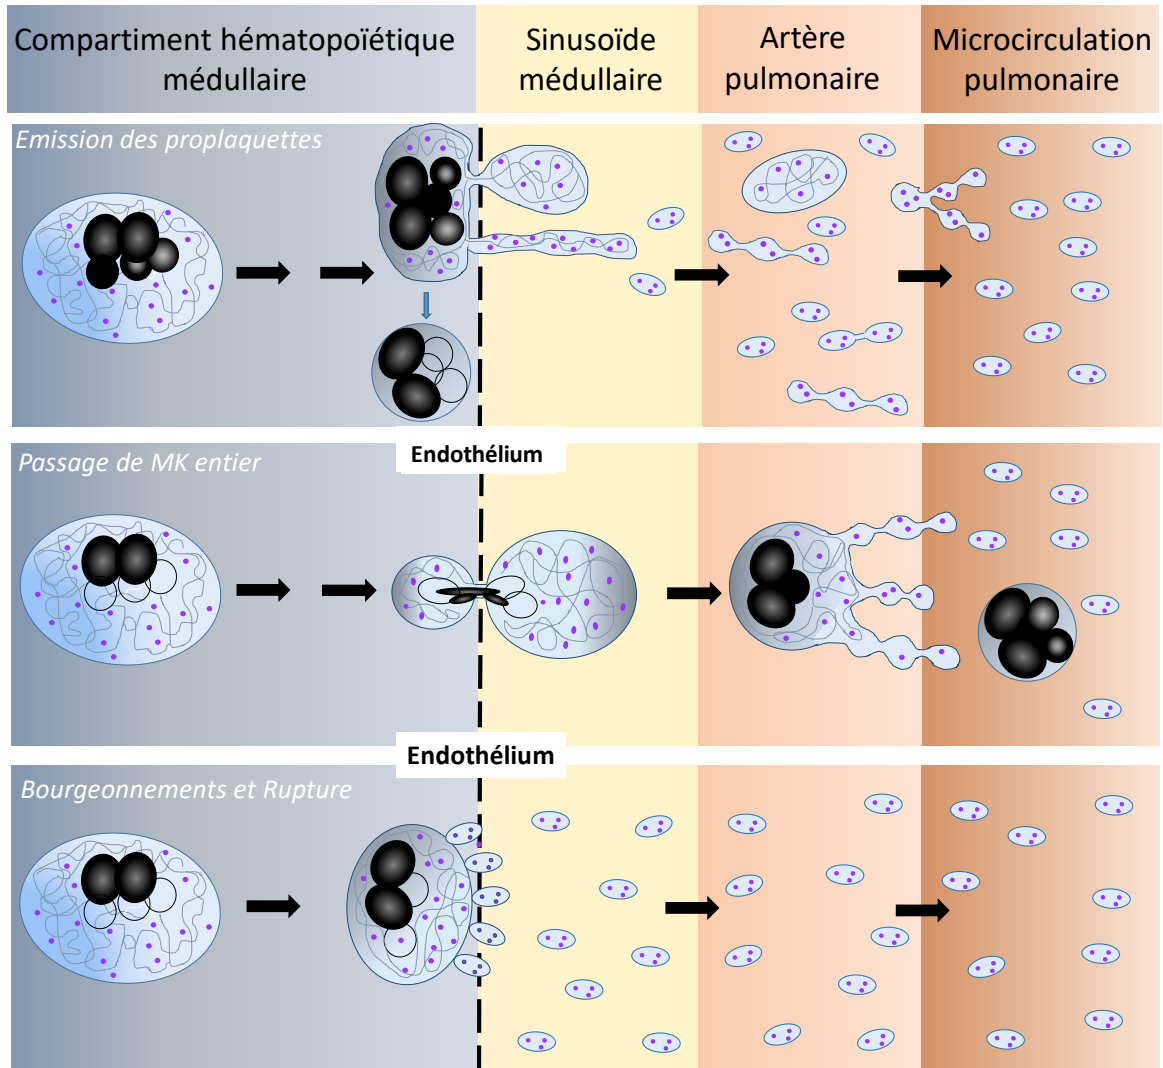 Compartiment hématopoïétique
médullaire
Sinusoïde
médullaire
Artère
pulmonaire
Microcirculation
pulmonaire
Emission des proplaquettes
Endothélium
Passage de MK entier
Endothélium
Bourgeonnements et Rupture